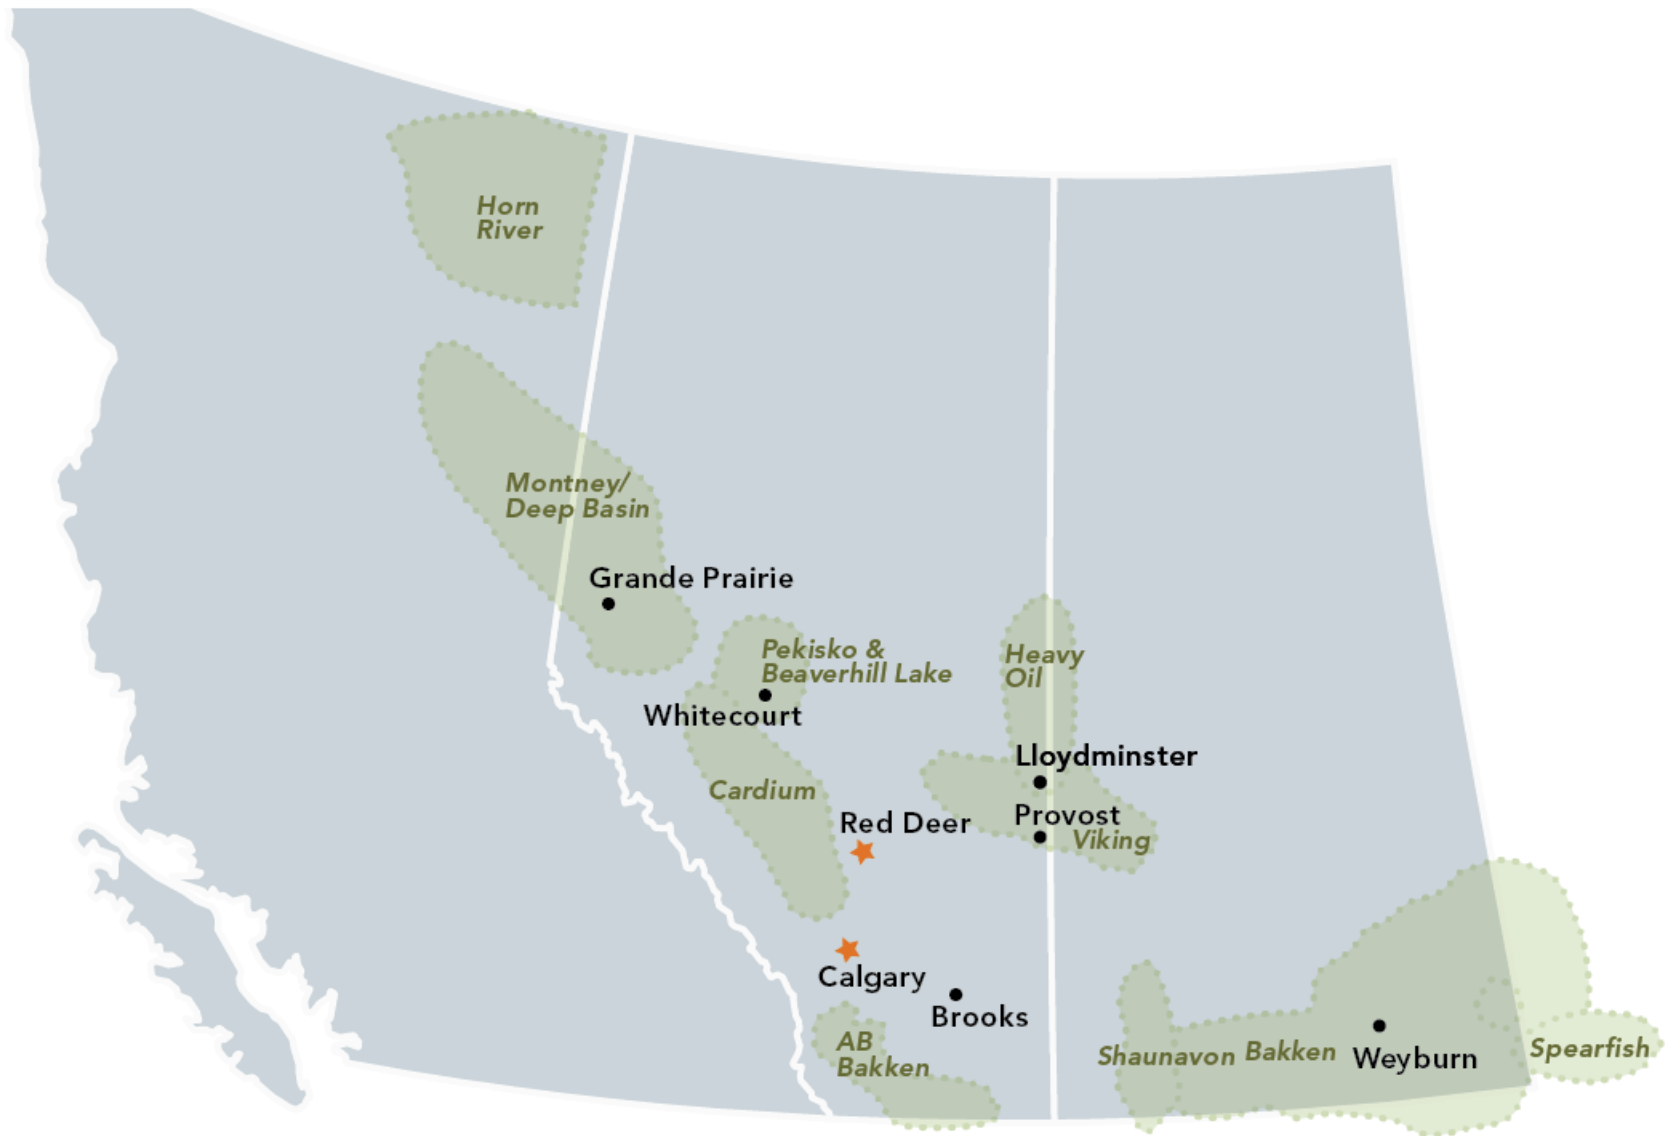 Horn
River
Montney/
Deep Basin
Grande Prairie
Pekisko &
Beaverhill Lake
Whitecourt
Heavy
Oil
Lloydminster
Cardium
Provost
Red Deer
Viking
Calgary
Brooks
AB
Bakken
Shaunavon
Bakken
Weyburn
Spearfish